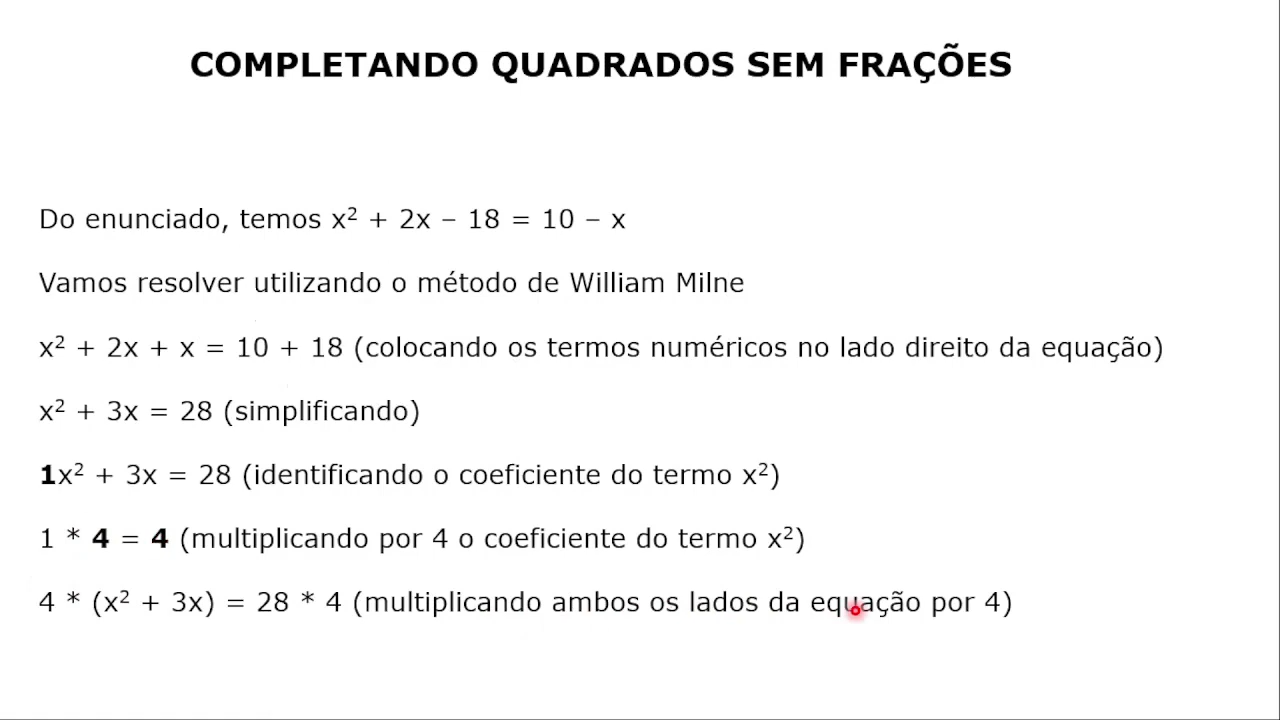 COMPLETANDO QUADRADOS SEM FRAÇÕES
Do enunciado, temos x² + 2x – 18 = 10 – x
Vamos resolver utilizando o método de William Milne
x² + 2x + x = 10 + 18 (colocando os termos numéricos no lado direito da equação)
x² + 3x = 28 (simplificando)
1x² + 3x = 28 (identificando o coeficiente do termo x²)
1 * 4 = 4 (multiplicando por 4 o coeficiente do termo x²)
4 * (x² + 3x) = 28 * 4 (multiplicando ambos os lados da equação por 4)